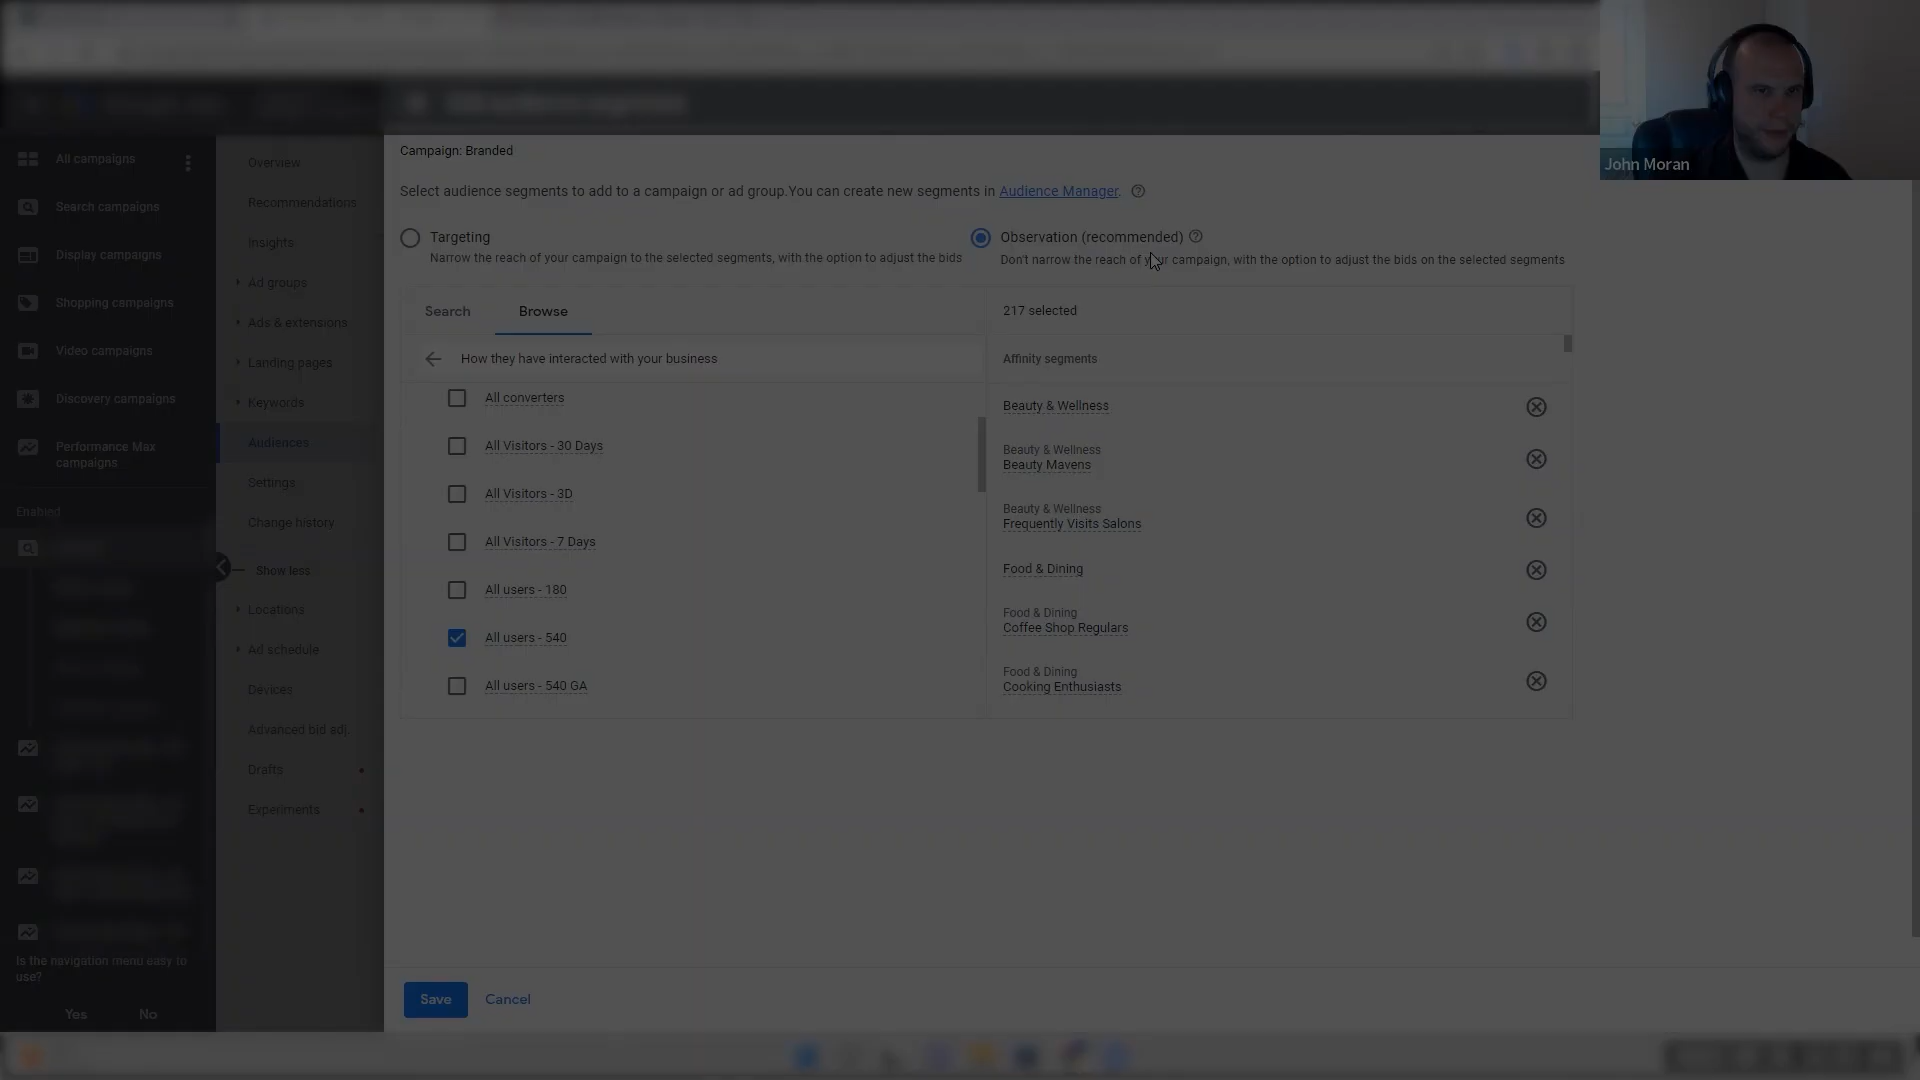 John Moran
Campaign: Branded
Select audience segments to add to a campaign or ad group.You can create new segments in Audience Manager.
Targeting
Narrow the reach of your campaign to the selected segments, with the option to adjust the bids
Observation (recommended)
Don't narrow the reach of your campaign, with the option to adjust the bids on the selected segments
Search
Browse
How they have interacted with your business
All converters
All Visitors - 30 Days
All Visitors - 3D
All Visitors - 7 Days
All users - 180
All users - 540
All users - 540 GA
217 selected
Affinity segments
Beauty & Wellness
Beauty & Wellness
Beauty Mavens
Beauty & Wellness
Frequently Visits Salons
Food & Dining
Food & Dining
Coffee Shop Regulars
Food & Dining
Cooking Enthusiasts
Save
Cancel
All campaigns
Search campaigns
Display campaigns
Shopping campaigns
Video campaigns
Discovery campaigns
Performance Max
campaigns
Enabled
Is the navigation menu easy to
use?
Yes
No
Overview
Recommendations
Insights
Ad groups
Ads & extensions
Landing pages
Keywords
Audiences
Settings
Change history
Show less
Locations
Ad schedule
Devices
Advanced bid adj.
Drafts
Experiments